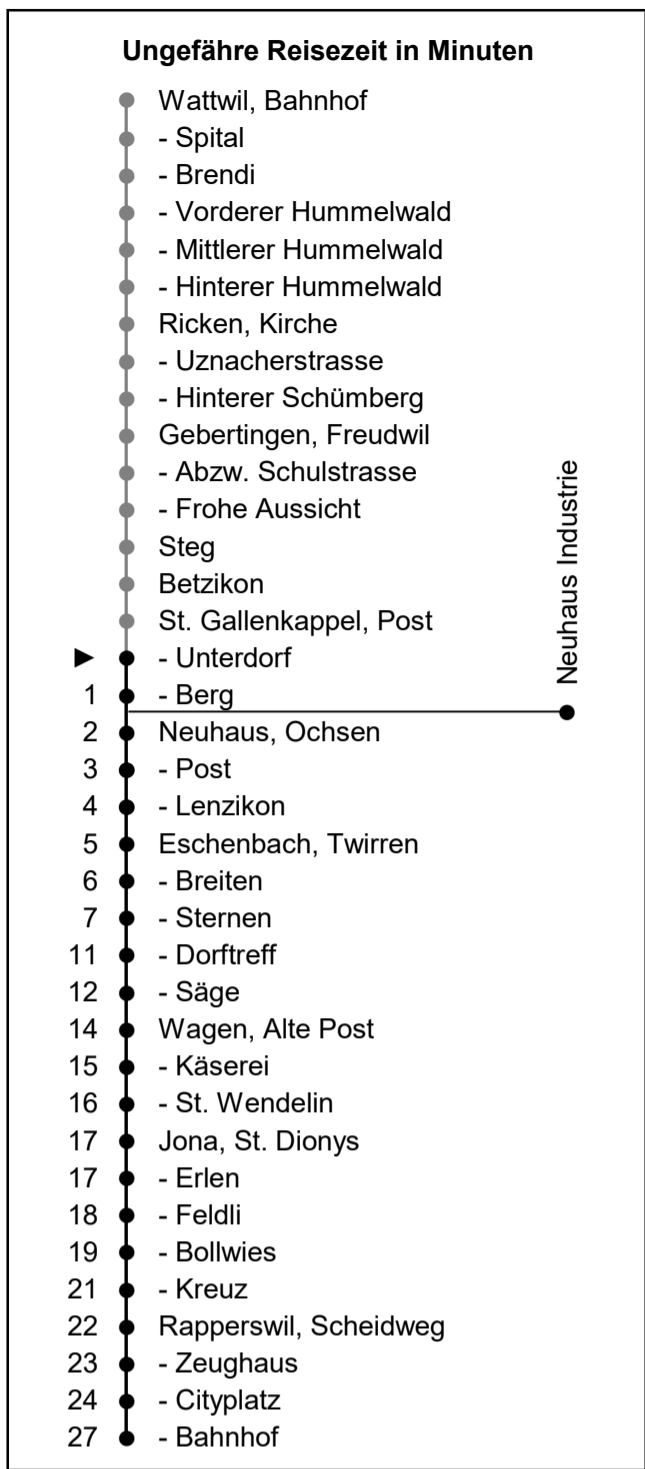 Ungefähre Reisezeit in Minuten
Wattwil, Bahnhof
- Spital
- Brendi
- Vorderer Hummelwald
- Mittlerer Hummelwald
- Hinterer Hummelwald
Ricken, Kirche
- Uznacherstrasse
- Hinterer Schümberg
Gebertingen, Freudwil
- Abzw. Schulstrasse
- Frohe Aussicht
Steg
Betzikon
St. Gallenkappel, Post
► - Unterdorf
1 - Berg
Neuhaus Industrie
2 Neuhaus, Ochsen
3 - Post
4 - Lenzikon
5 Eschenbach, Twirren
6 - Breiten
7 - Sternen
11 - Dorftreff
12 - Säge
14 Wagen, Alte Post
15 - Käserei
16 - St. Wendelin
17 Jona, St. Dionys
17 - Erlen
18 - Feldli
19 - Bollwies
21 - Kreuz
22 Rapperswil, Scheidweg
23 - Zeughaus
24 - Cityplatz
27 - Bahnhof